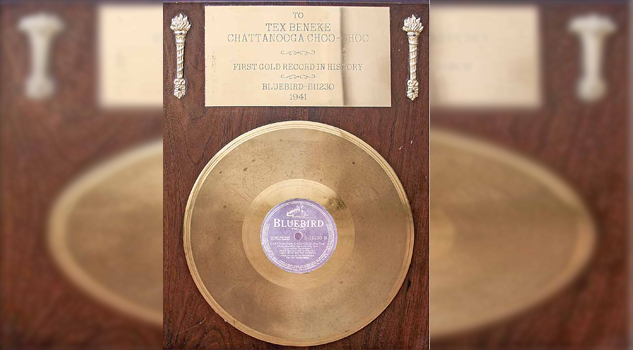 TO
TEX BENEKE
CHATTANOOGA CHOO-CHOO
FIRST GOLD RECORD IN HISTORY
BLUEBIRD-B11230
1941
BLUEBIRD